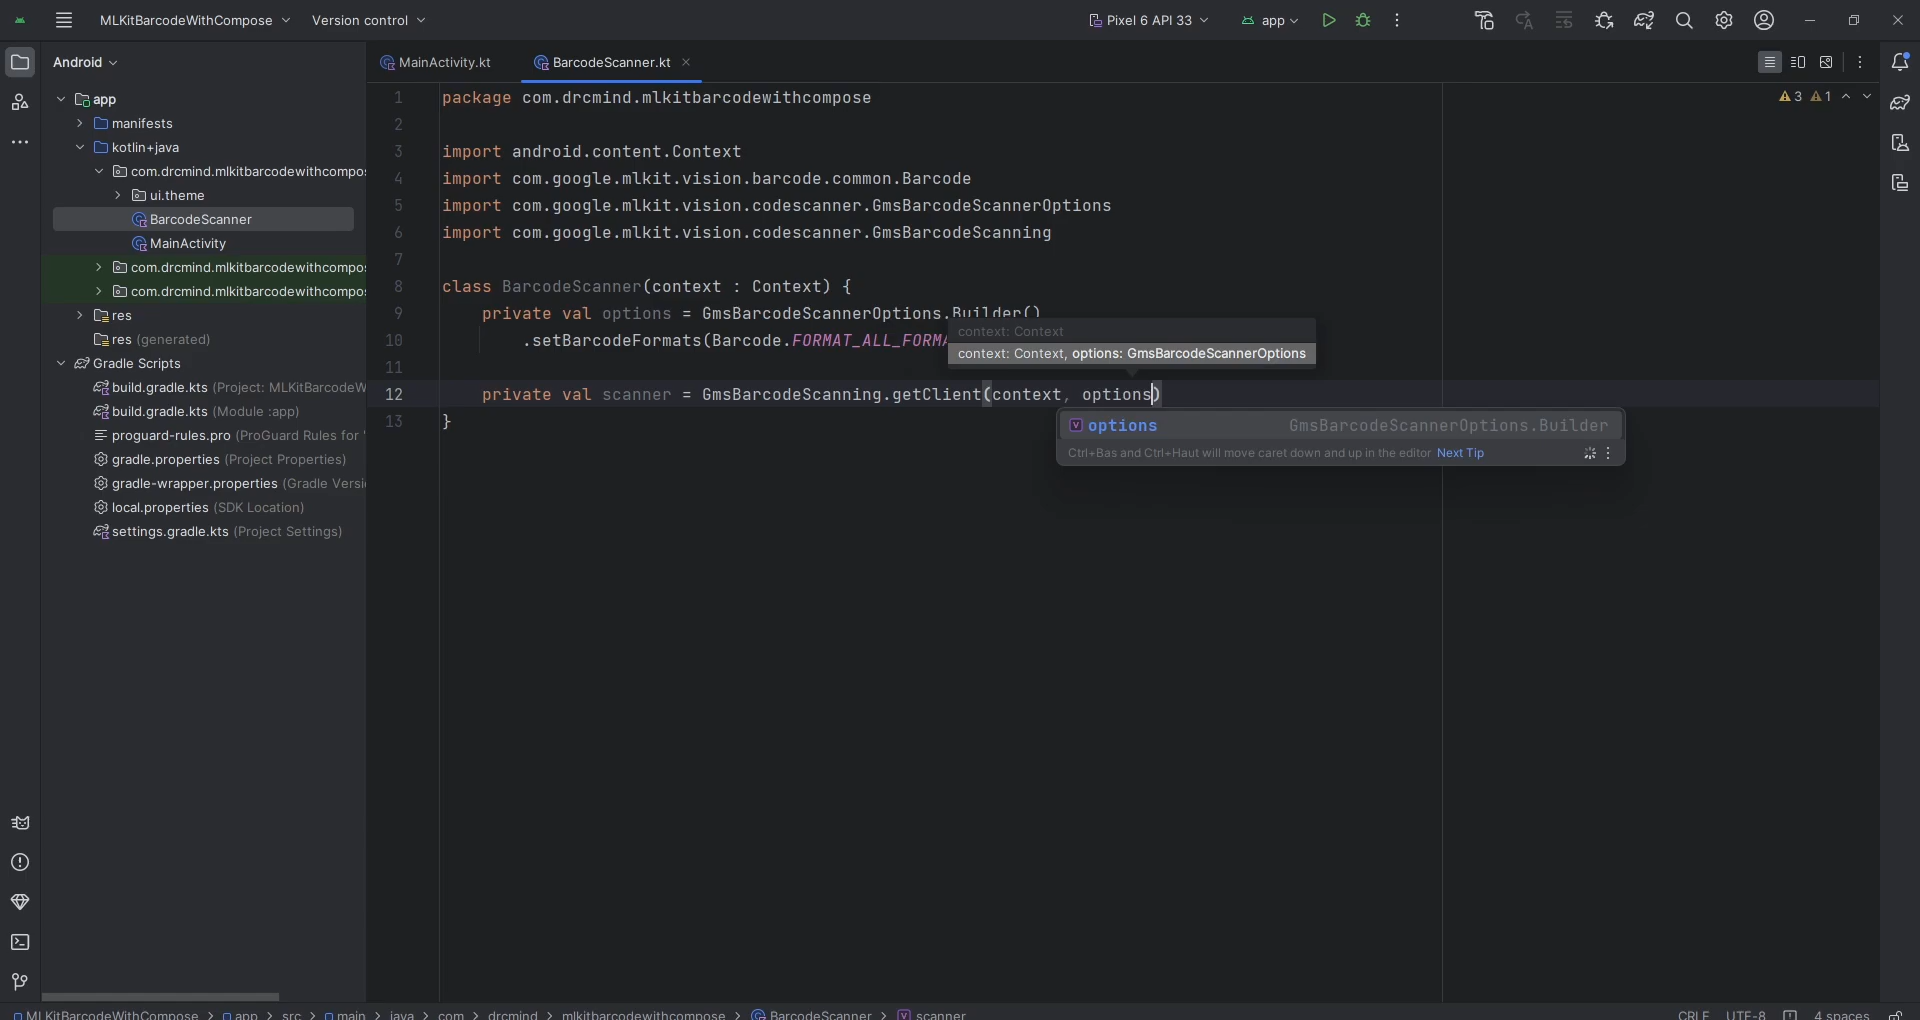 MLKitBarcodeWithCompose Version control Pixel 6 API 33 app
Android
MainActivity.kt BarcodeScanner.kt
app
manifests
kotlin+java
com.drcmind.mlkitbarcodewithcompo
ui.theme
BarcodeScanner
MainActivity
com.drcmind.mlkitbarcodewithcompo
com.drcmind.mlkitbarcodewithcompo
res
res (generated)
Gradle Scripts
build.gradle.kts (Project: MLKitBarcodeW
build.gradle.kts (Module :app)
proguard-rules.pro (ProGuard Rules for "
gradle.properties (Project Properties)
gradle-wrapper.properties (Gradle Versi
local.properties (SDK Location)
settings.gradle.kts (Project Settings)
3 1
1 package com.drcmind.mlkitbarcodewithcompose
2
3 import android.content.Context
4 import com.google.mlkit.vision.barcode.common.Barcode
5 import com.google.mlkit.vision.codescanner.GmsBarcodeScannerOptions
6 import com.google.mlkit.vision.codescanner.GmsBarcodeScanning
7
8 class BarcodeScanner(context : Context) {
9 private val options = GmsBarcodeScannerOptions.Builder()
10 .setBarcodeFormats(Barcode.FORMAT_ALL_FORMA
context: Context
context: Context, options: GmsBarcodeScannerOptions
11
12 private val scanner = GmsBarcodeScanning.getClient(context, options)
13 }
options GmsBarcodeScannerOptions.Builder
Ctrl+Bas and Ctrl+Haut will move caret down and up in the editor Next Tip
MLKitBarcodeWithCompose > app > src > main > java > com > drcmind > mlkitbarcodewithcompose > BarcodeScanner > scanner CRLF UTF-8 4 spaces